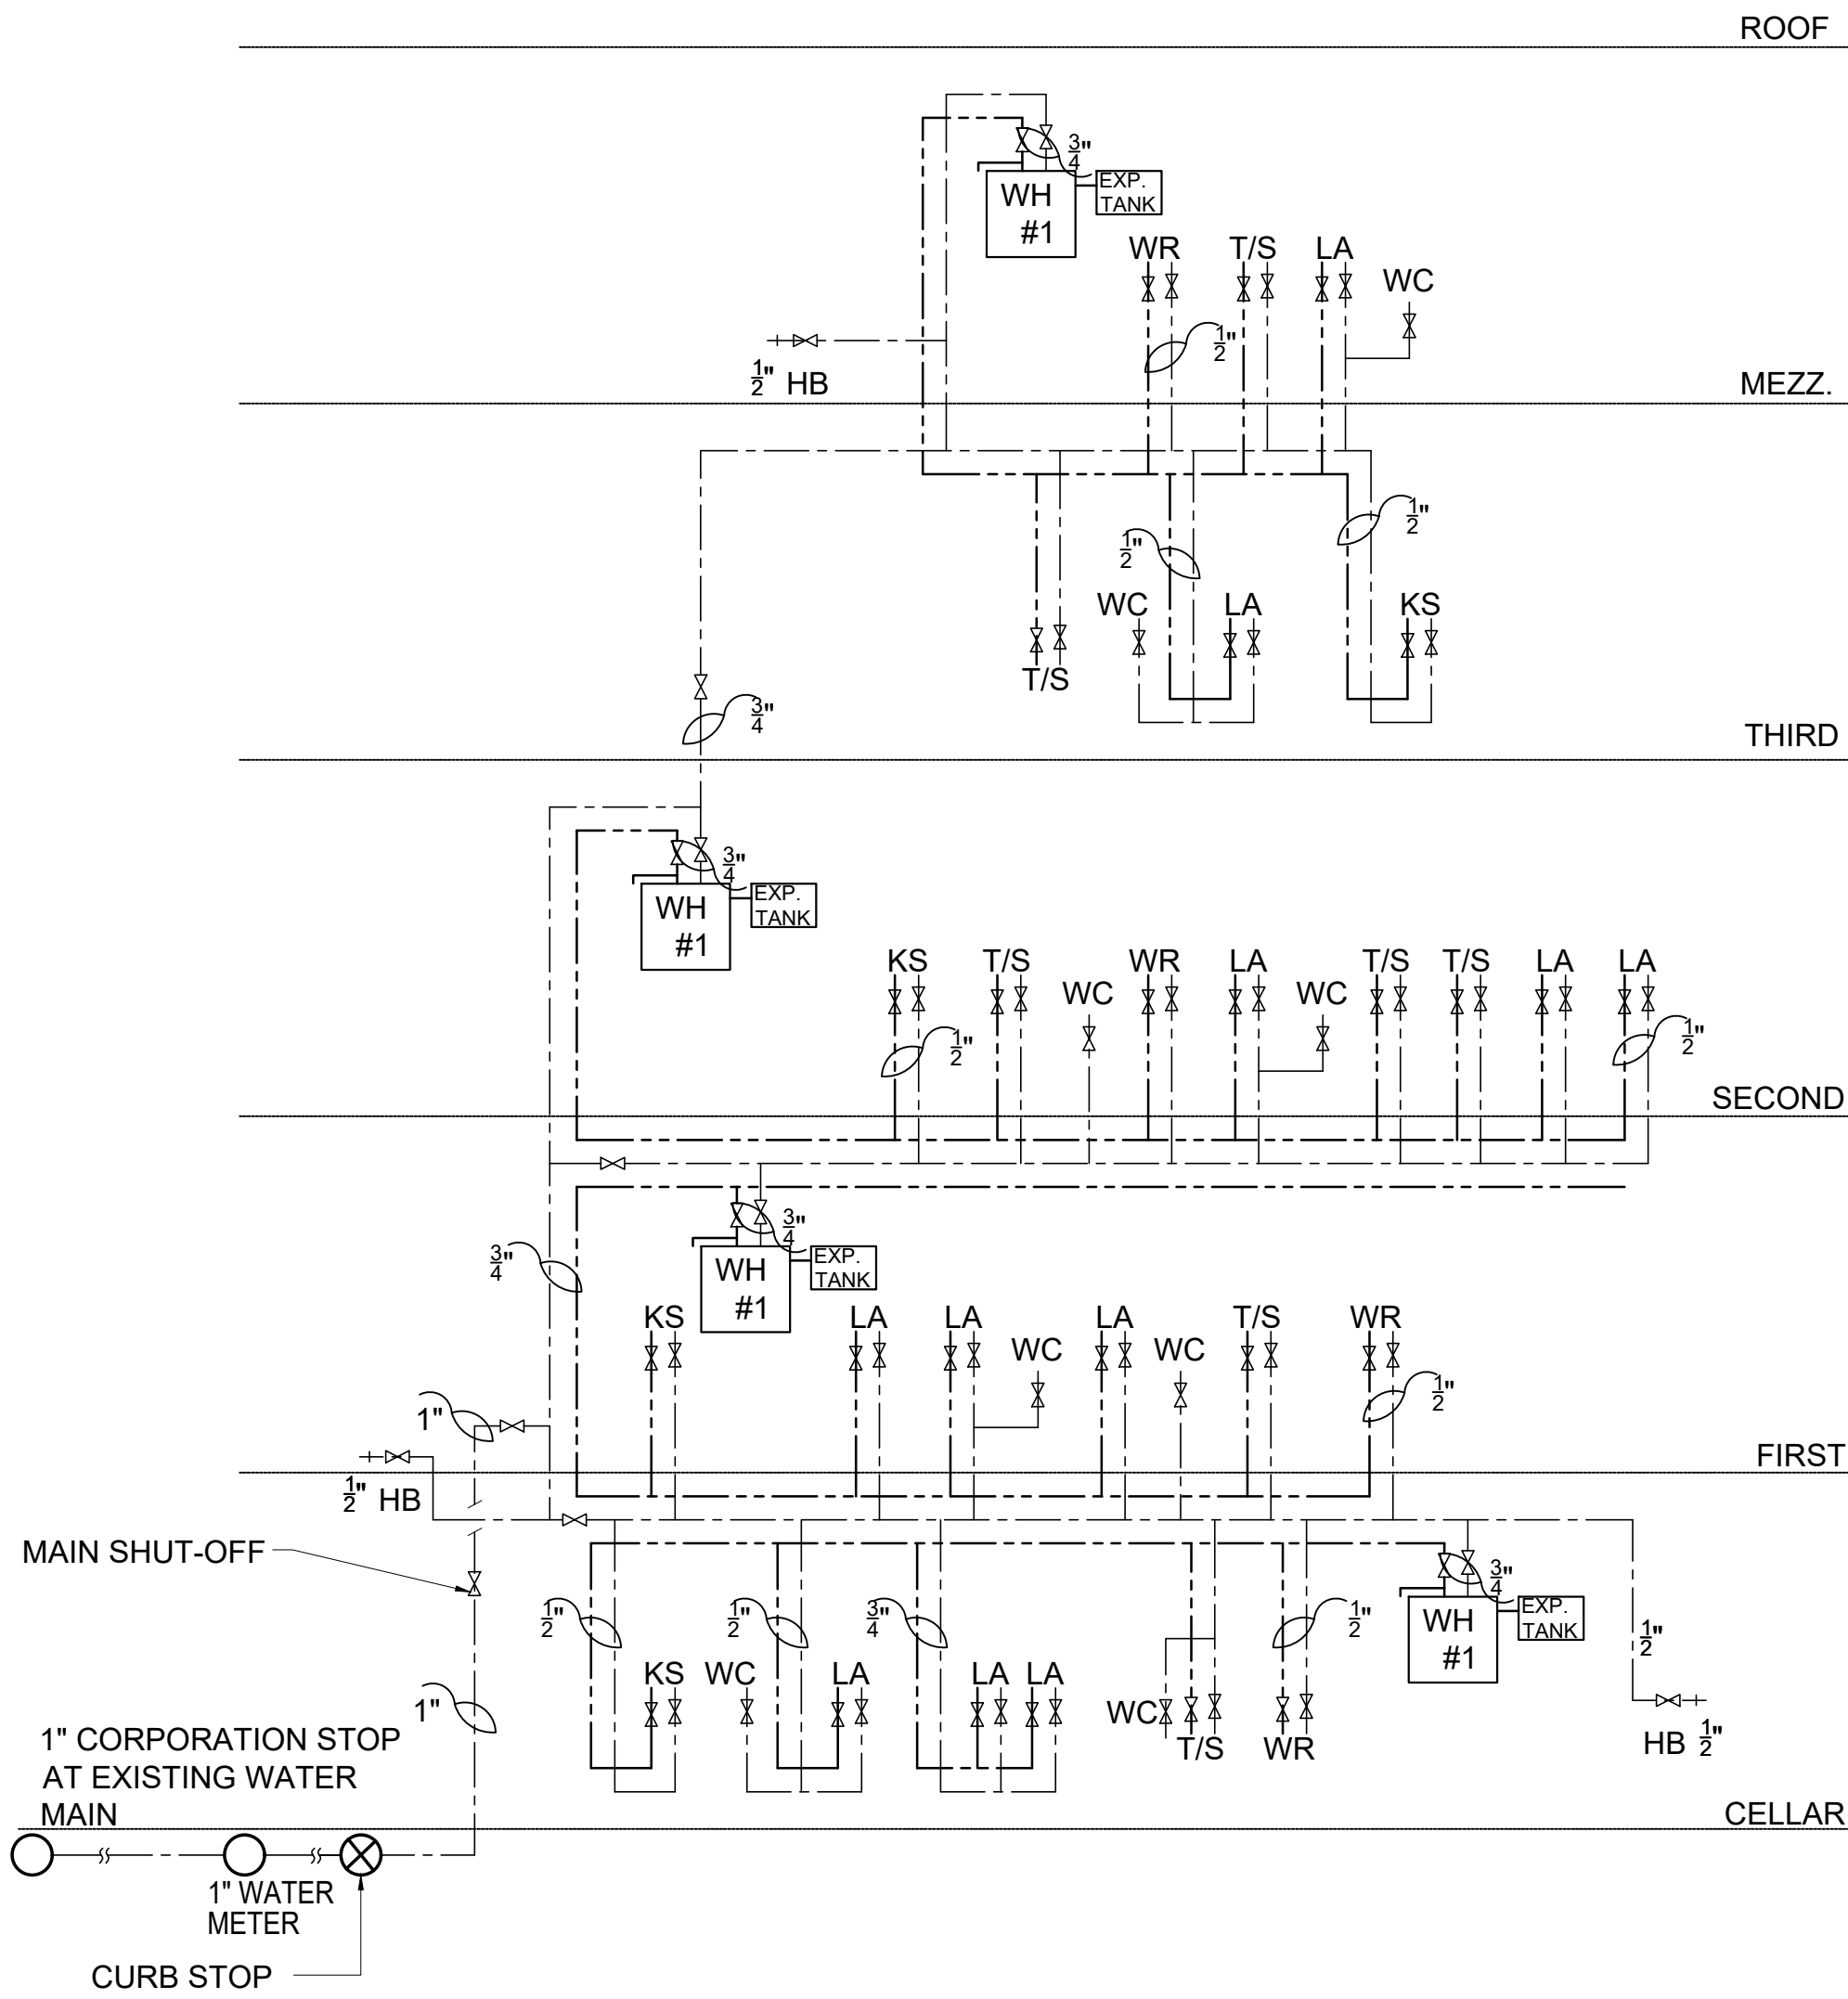 ROOF
3/4"
EXP.
TANK
WH
#1
WR T/S LA
WC
1/2"
1/2" HB
MEZZ.
1/2"
1/2"
WC LA KS
T/S
3/4"
THIRD
3/4"
EXP.
TANK
WH
#1
KS T/S WR LA T/S T/S LA LA
WC WC
1/2" 1/2"
SECOND
3/4"
3/4"
EXP.
TANK
WH
#1
KS LA LA LA T/S WR
WC WC
1/2"
1"
FIRST
1/2" HB
MAIN SHUT-OFF
3/4"
EXP.
TANK
WH
#1
1/2" 1/2" 3/4" 1/2" 1/2"
KS WC LA LA LA
WC
T/S WR
HB 1/2"
1"
1" CORPORATION STOP
AT EXISTING WATER
MAIN
CELLAR
1" WATER
METER
CURB STOP